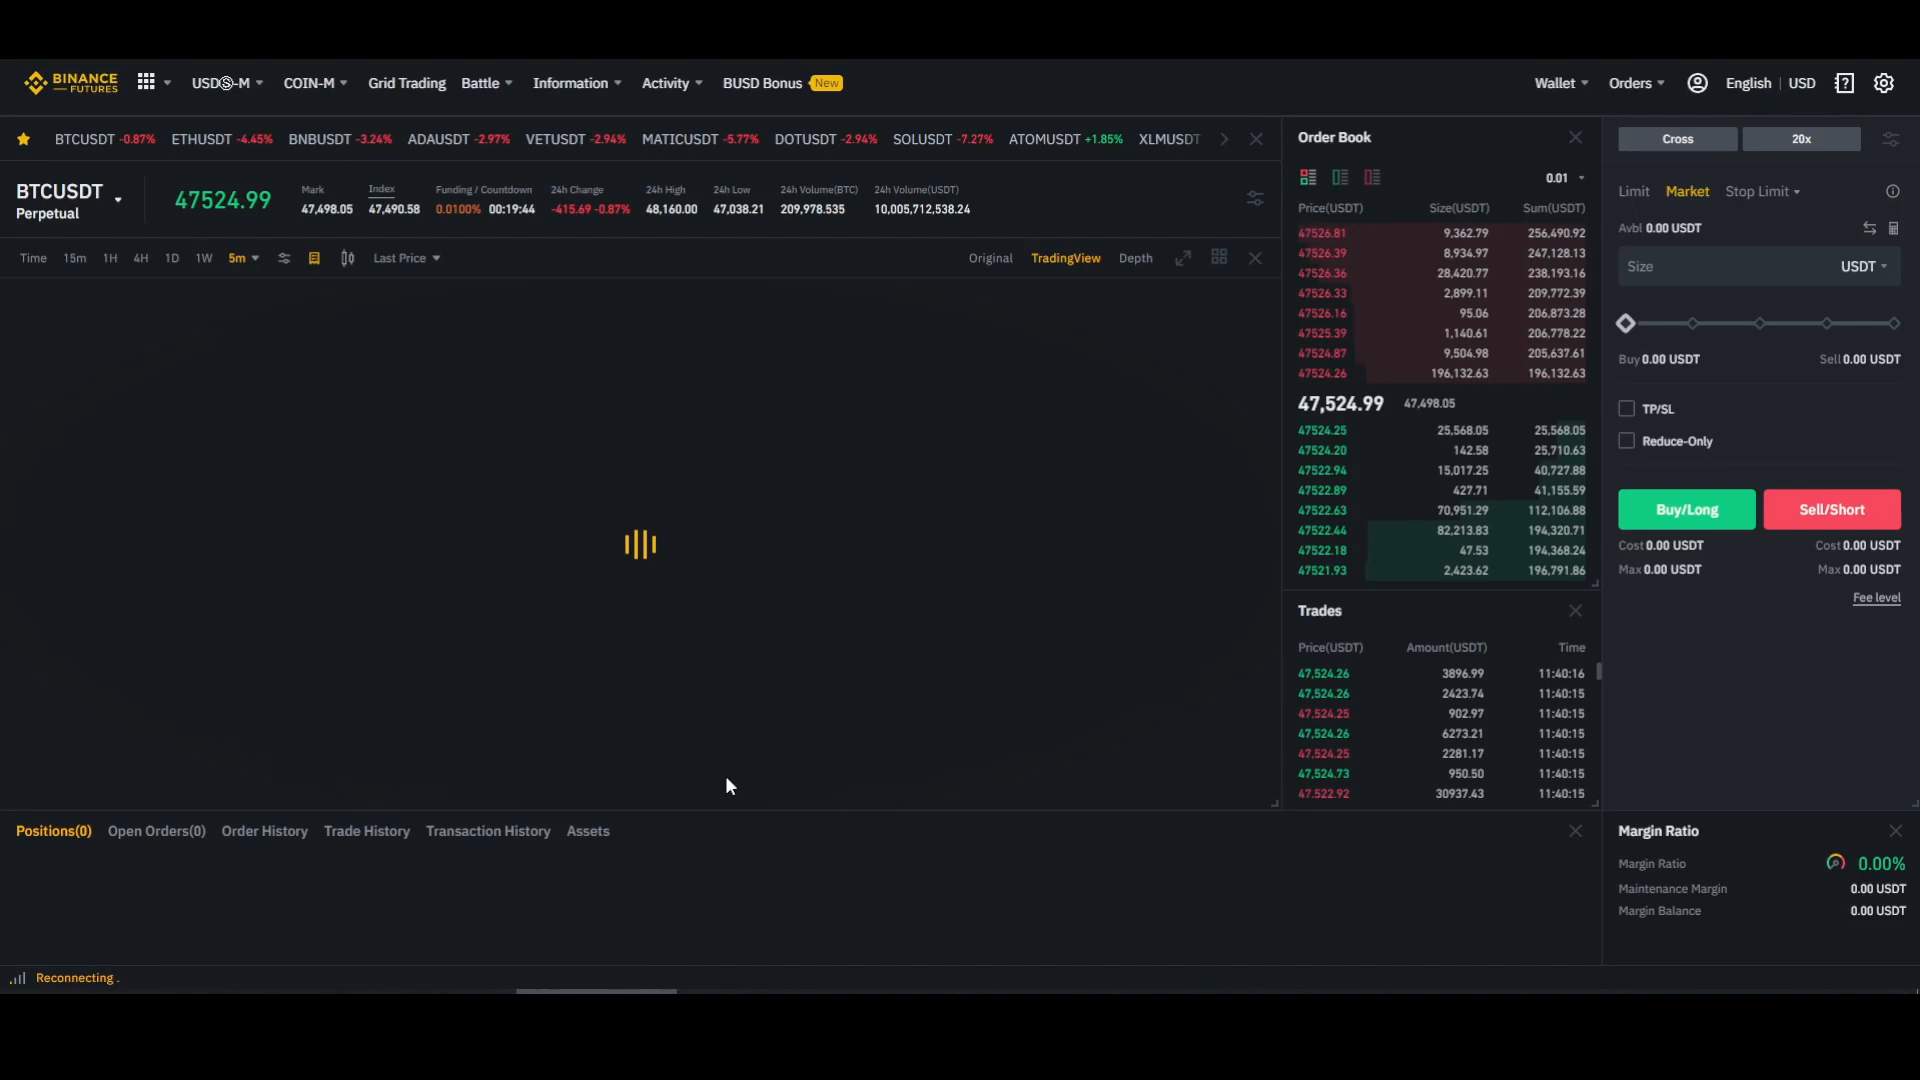 BINANCE
FUTURES
USDⓈ-M
COIN-M
Grid Trading
Battle
Information
Activity
BUSD Bonus New
Wallet
Orders
English | USD
BTCUSDT -0.87% ETHUSDT -4.45% BNBUSDT -3.24% ADAUSDT -2.97% VETUSDT -2.94% MATICUSDT -5.77% DOTUSDT -2.94% SOLUSDT -7.27% ATOMUSDT +1.85% XLMUSDT
BTCUSDT
Perpetual
47524.99
Mark
47,498.05
Index
47,490.58
Funding / Countdown
0.0100% 00:19:44
24h Change
-415.69 -0.87%
24h High
48,160.00
24h Low
47,038.21
24h Volume(BTC)
209,978.535
24h Volume(USDT)
10,005,712,538.24
Time 15m 1H 4H 1D 1W 5m Last Price
Original TradingView Depth
Order Book
0.01
Price(USDT) Size(USDT) Sum(USDT)
47526.81 9,362.79 256,490.92
47526.39 8,934.97 247,128.13
47526.36 28,420.77 238,193.16
47526.33 2,899.11 209,772.39
47526.16 95.06 206,873.28
47525.39 1,140.61 206,778.22
47524.87 9,504.98 205,637.61
47524.26 196,132.63 196,132.63
47,524.99 47,498.05
47524.25 25,568.05 25,568.05
47524.20 142.58 25,710.63
47522.94 15,017.25 40,727.88
47522.89 427.71 41,155.59
47522.63 70,951.29 112,106.88
47522.44 82,213.83 194,320.71
47522.18 47.53 194,368.24
47521.93 2,423.62 196,791.86
Trades
Price(USDT) Amount(USDT) Time
47,524.26 3896.99 11:40:16
47,524.26 2423.74 11:40:15
47,524.25 902.97 11:40:15
47,524.26 6273.21 11:40:15
47,524.25 2281.17 11:40:15
47,524.73 950.50 11:40:15
47,522.92 30937.43 11:40:15
Cross 20x
Limit Market Stop Limit
Avbl 0.00 USDT
Size USDT
Buy 0.00 USDT Sell 0.00 USDT
TP/SL
Reduce-Only
Buy/Long Sell/Short
Cost 0.00 USDT Cost 0.00 USDT
Max 0.00 USDT Max 0.00 USDT
Fee level
Positions(0) Open Orders(0) Order History Trade History Transaction History Assets
Margin Ratio
Margin Ratio 0.00%
Maintenance Margin 0.00 USDT
Margin Balance 0.00 USDT
Reconnecting .